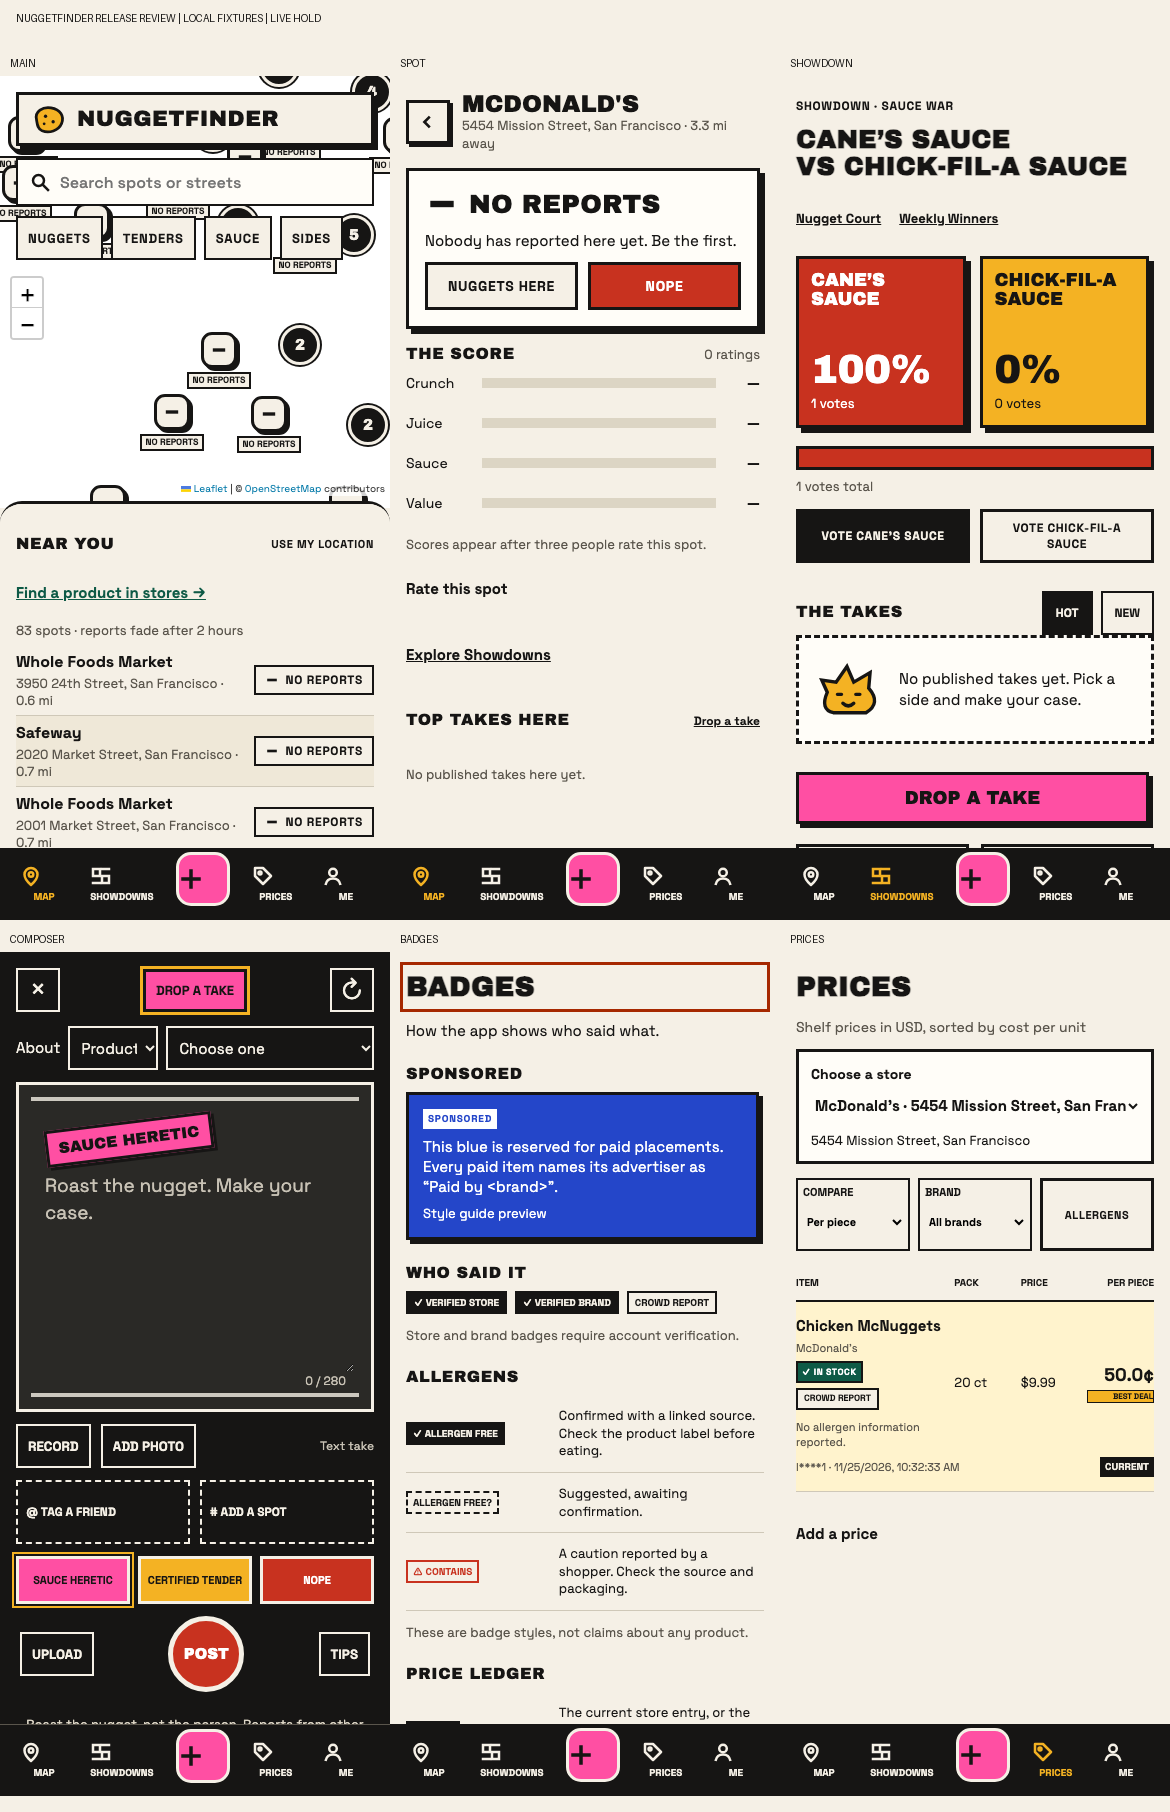 NUGGETFINDER RELEASE REVIEW | LOCAL FIXTURES | LIVE HOLD
MAIN
NUGGETFINDER
Search spots or streets
NUGGETS
TENDERS
SAUCE
SIDES
5
NO REPORTS
+
−
2
NO REPORTS
NO REPORTS
NO REPORTS
2
Leaflet | © OpenStreetMap contributors
NEAR YOU
USE MY LOCATION
Find a product in stores →
83 spots · reports fade after 2 hours
Whole Foods Market
3950 24th Street, San Francisco ·
0.6 mi
— NO REPORTS
Safeway
2020 Market Street, San Francisco ·
0.7 mi
— NO REPORTS
Whole Foods Market
2001 Market Street, San Francisco ·
0.7 mi
— NO REPORTS
MAP
SHOWDOWNS
+
PRICES
ME
SPOT
MCDONALD'S
5454 Mission Street, San Francisco · 3.3 mi
away
— NO REPORTS
Nobody has reported here yet. Be the first.
NUGGETS HERE
NOPE
THE SCORE
0 ratings
Crunch —
Juice —
Sauce —
Value —
Scores appear after three people rate this spot.
Rate this spot
Explore Showdowns
TOP TAKES HERE
Drop a take
No published takes here yet.
MAP
SHOWDOWNS
+
PRICES
ME
SHOWDOWN
SHOWDOWN · SAUCE WAR
CANE’S SAUCE
VS CHICK-FIL-A SAUCE
Nugget Court
Weekly Winners
CANE’S
SAUCE
100%
1 votes
CHICK-FIL-A
SAUCE
0%
0 votes
1 votes total
VOTE CANE’S SAUCE
VOTE CHICK-FIL-A
SAUCE
THE TAKES
HOT
NEW
No published takes yet. Pick a
side and make your case.
DROP A TAKE
MAP
SHOWDOWNS
+
PRICES
ME
COMPOSER
×
DROP A TAKE
About
Product
Choose one
SAUCE HERETIC
Roast the nugget. Make your
case.
0 / 280
RECORD
ADD PHOTO
Text take
@ TAG A FRIEND
# ADD A SPOT
SAUCE HERETIC
CERTIFIED TENDER
NOPE
UPLOAD
POST
TIPS
Roast the nugget, not the person. Reports from other
MAP
SHOWDOWNS
+
PRICES
ME
BADGES
BADGES
How the app shows who said what.
SPONSORED
SPONSORED
This blue is reserved for paid placements.
Every paid item names its advertiser as
“Paid by <brand>”.
Style guide preview
WHO SAID IT
✓ VERIFIED STORE
✓ VERIFIED BRAND
CROWD REPORT
Store and brand badges require account verification.
ALLERGENS
✓ ALLERGEN FREE
Confirmed with a linked source.
Check the product label before
eating.
ALLERGEN FREE?
Suggested, awaiting
confirmation.
⚠ CONTAINS
A caution reported by a
shopper. Check the source and
packaging.
These are badge styles, not claims about any product.
PRICE LEDGER
The current store entry, or the
MAP
SHOWDOWNS
+
PRICES
ME
PRICES
PRICES
Shelf prices in USD, sorted by cost per unit
Choose a store
McDonald's · 5454 Mission Street, San Fran
5454 Mission Street, San Francisco
COMPARE
Per piece
BRAND
All brands
ALLERGENS
ITEM PACK PRICE PER PIECE
Chicken McNuggets
McDonald's
✓ IN STOCK
CROWD REPORT
20 ct
$9.99
50.0¢
BEST DEAL
No allergen information
reported.
l****1 · 11/25/2026, 10:32:33 AM
CURRENT
Add a price
MAP
SHOWDOWNS
+
PRICES
ME